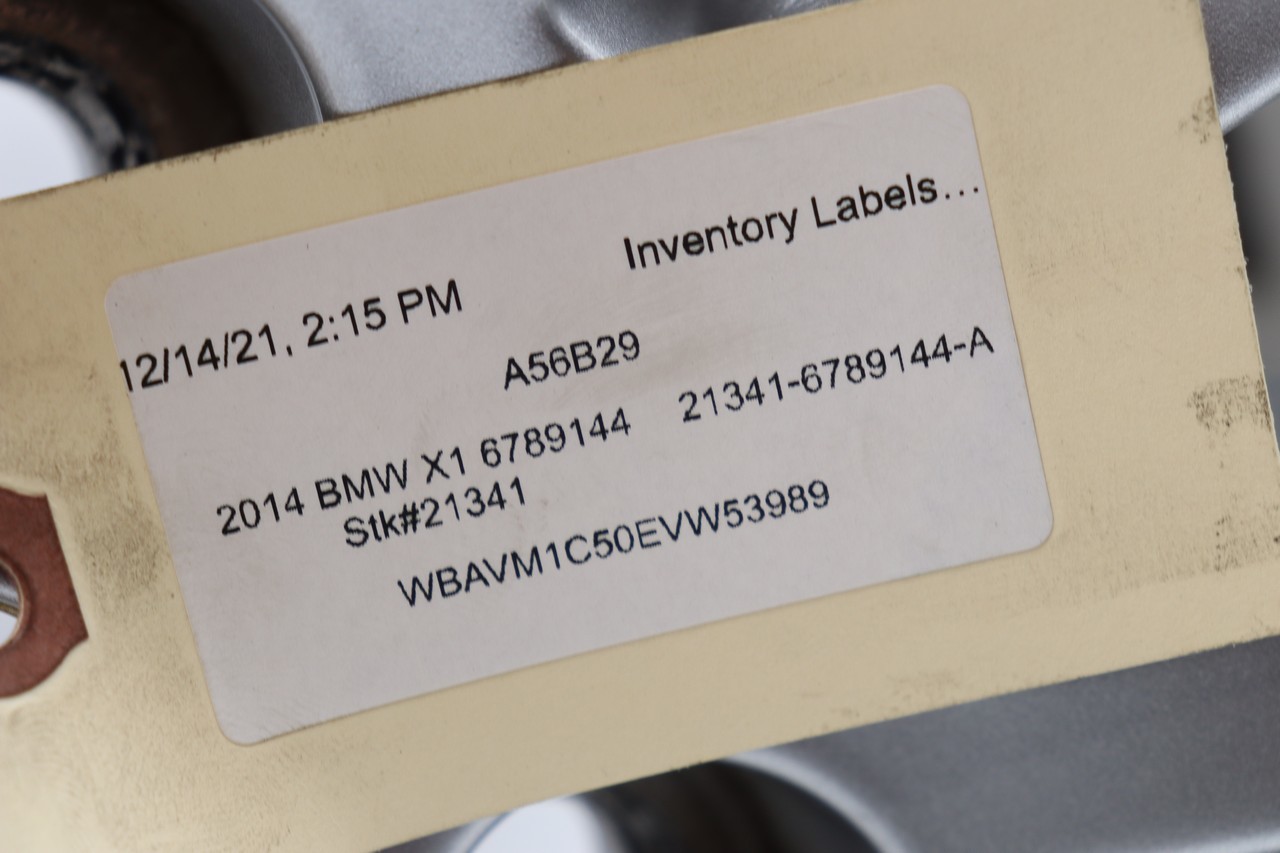 Inventory Labels...
12/14/21, 2:15 PM
A56B29
2014 BMW X1 6789144 21341-6789144-A
Stk#21341
WBAVM1C50EVW53989